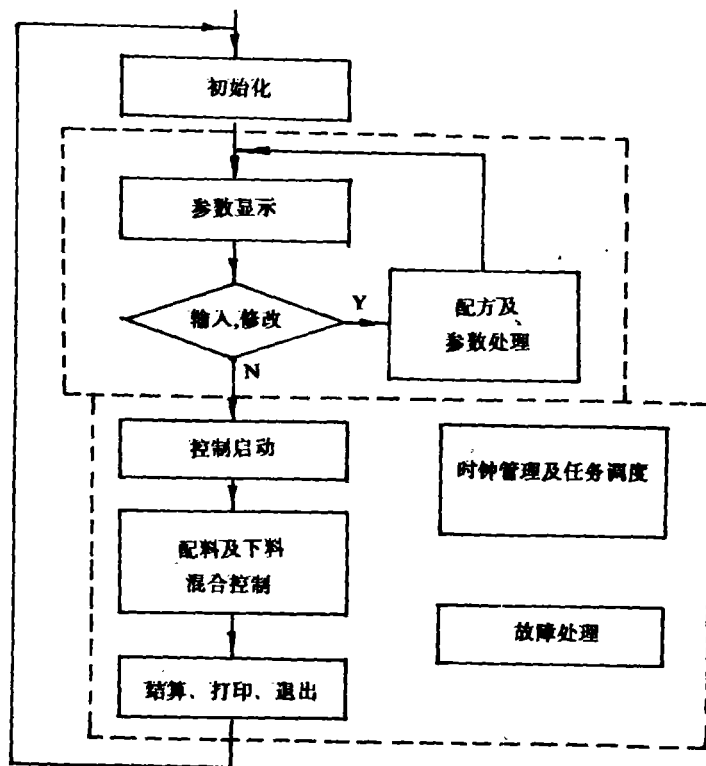 初始化
参数显示
输入,修改
Y
配方及
参数处理
N
控制启动
时钟管理及任务调度
配料及下料
混合控制
故障处理
结算、打印、退出